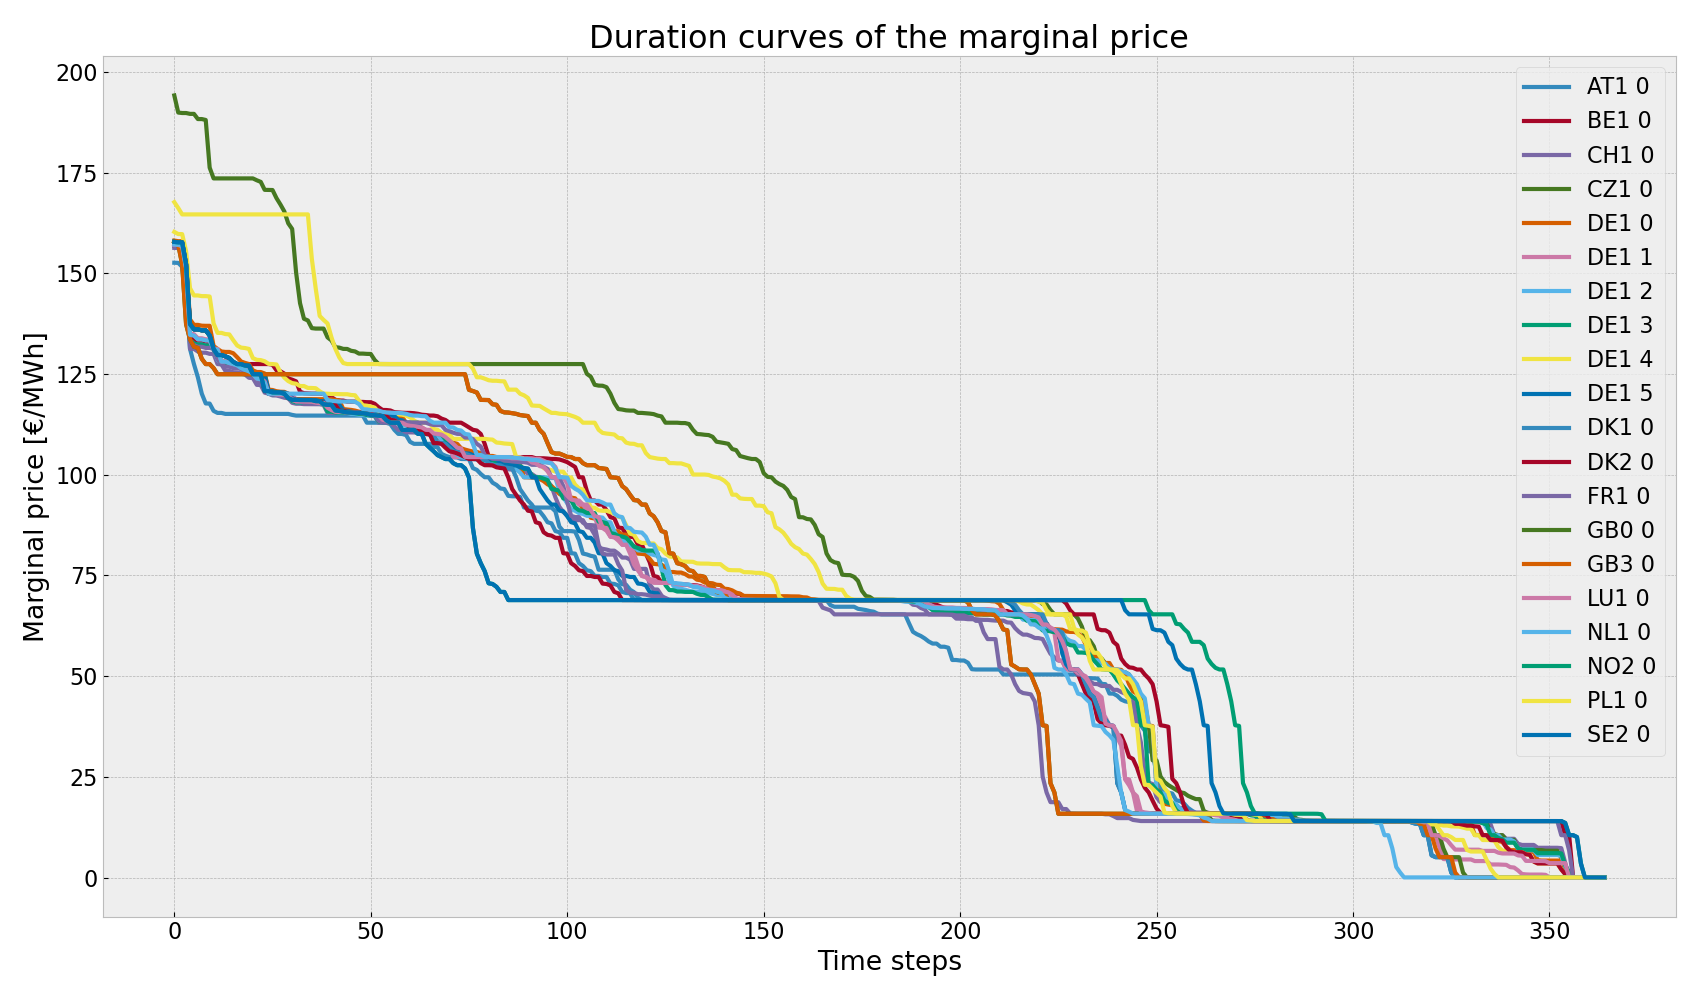 Duration curves of the marginal price
Marginal price [€/MWh]
200
175
150
125
100
75
50
25
0
0 50 100 150 200 250 300 350
Time steps
AT1 0
BE1 0
CH1 0
CZ1 0
DE1 0
DE1 1
DE1 2
DE1 3
DE1 4
DE1 5
DK1 0
DK2 0
FR1 0
GB0 0
GB3 0
LU1 0
NL1 0
NO2 0
PL1 0
SE2 0